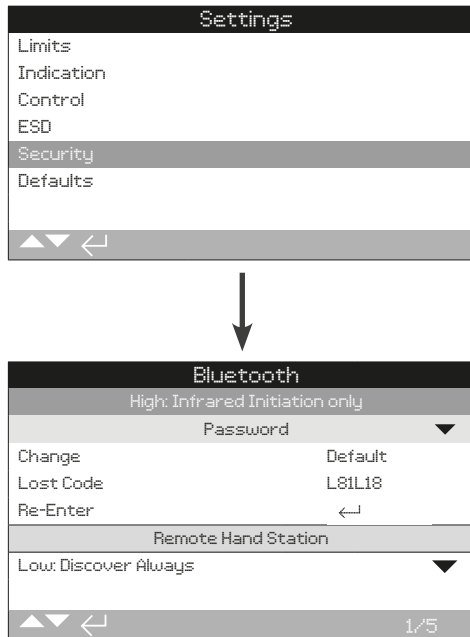 Settings
Limits
Indication
Control
ESD
Security
Defaults
Bluetooth
High: Infrared Initiation only
Password
Change Default
Lost Code L81L18
Re-Enter
Remote Hand Station
Low: Discover Always
1/5